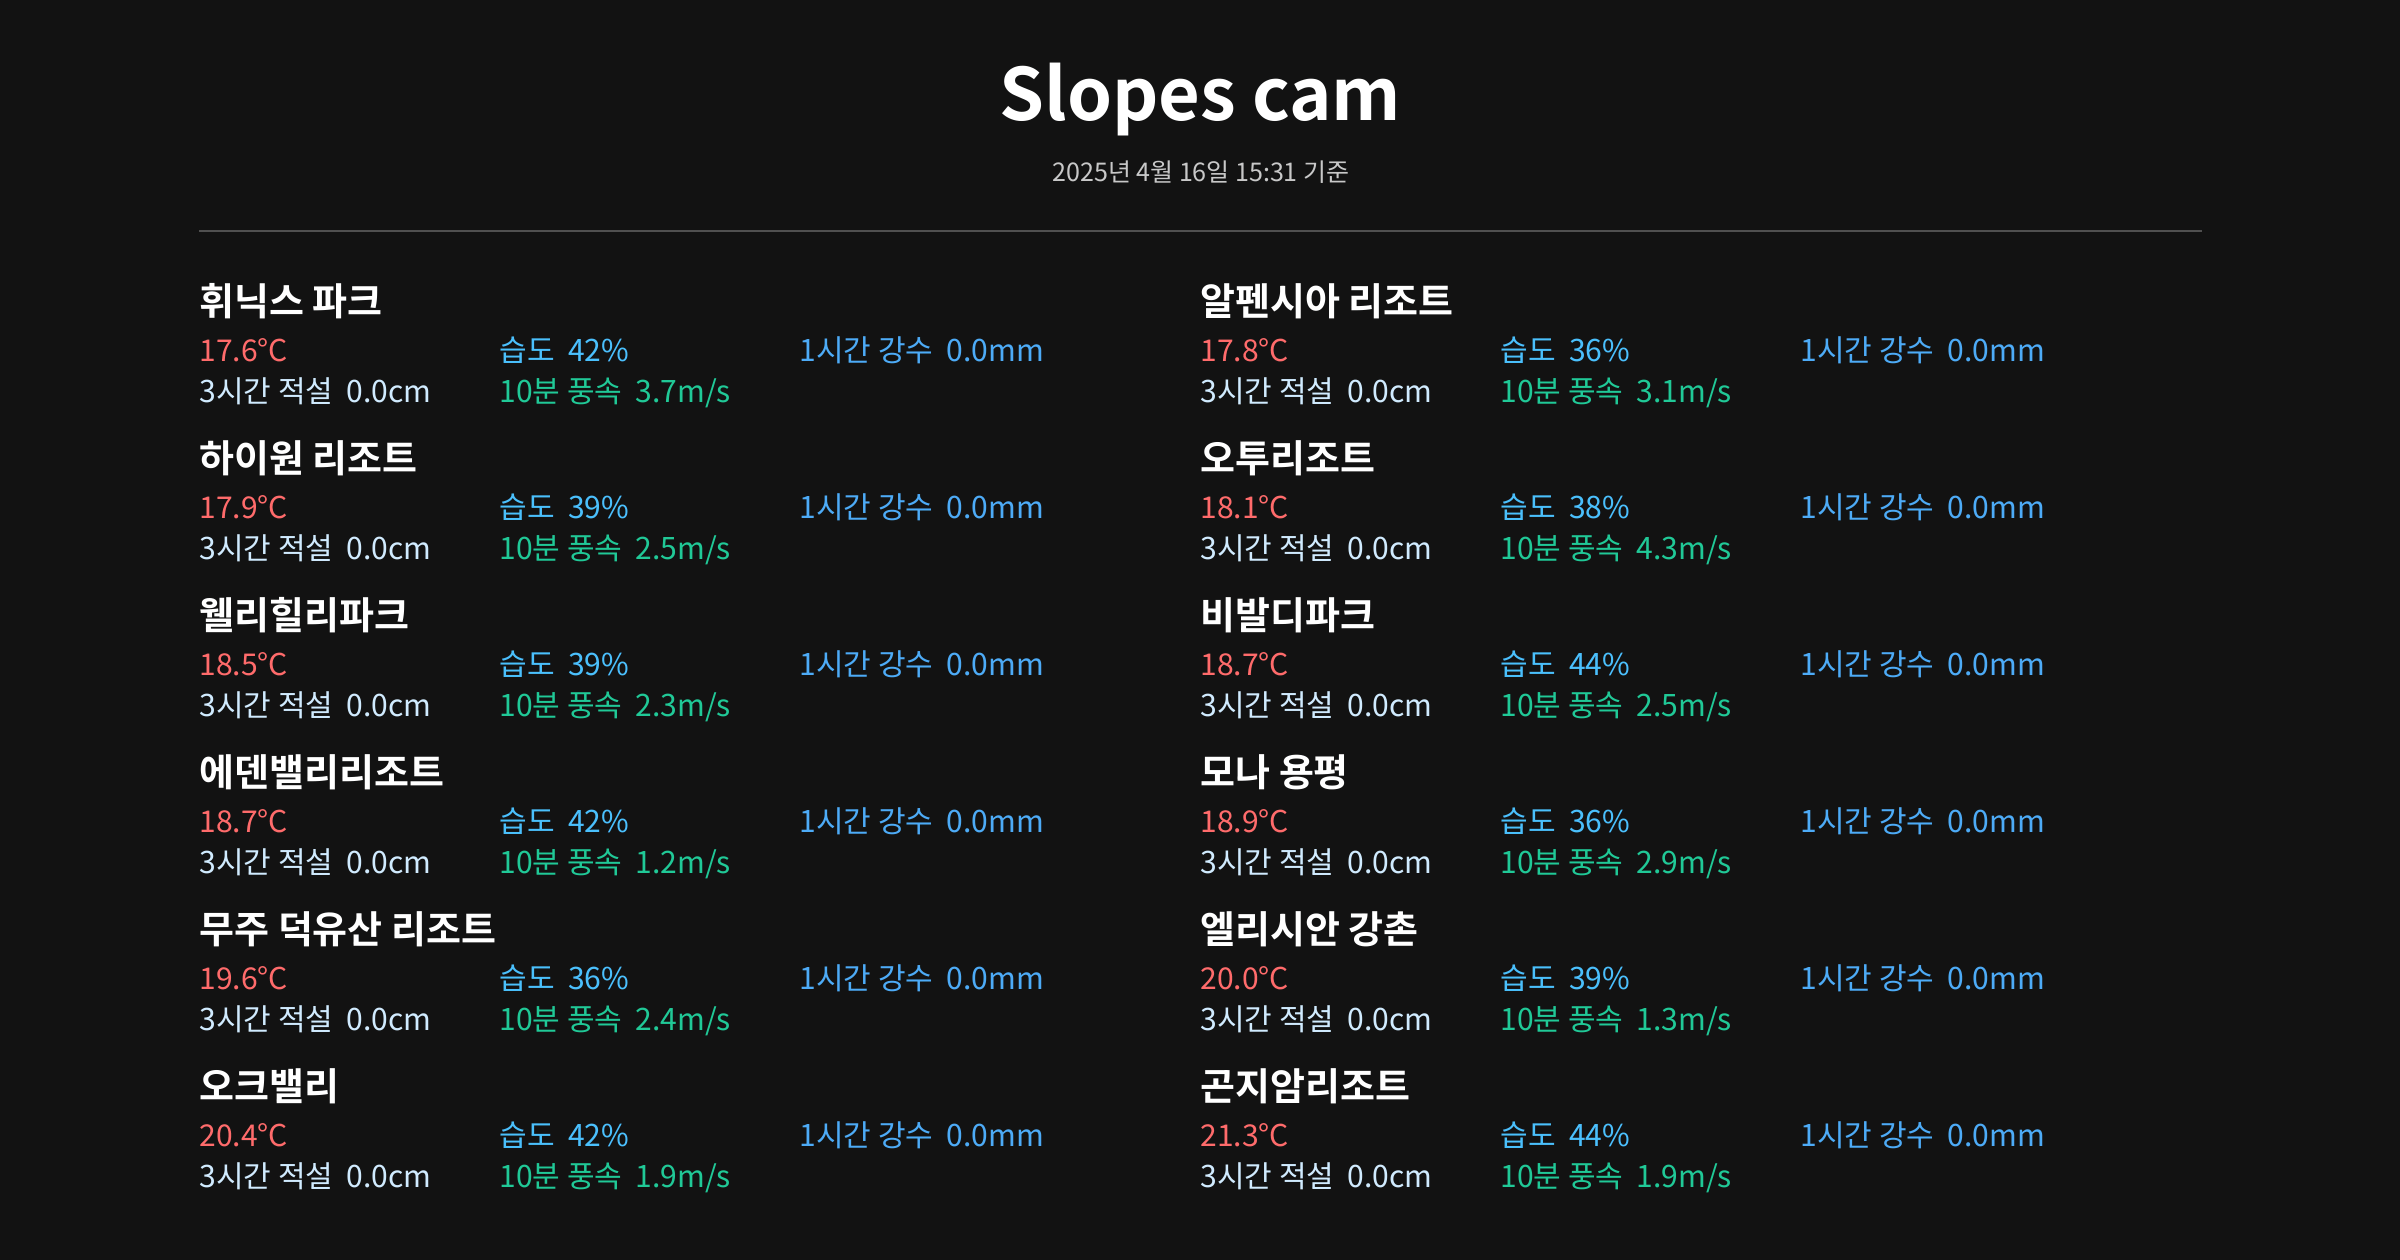 Slopes cam
2025년 4월 16일 15:31 기준
휘닉스 파크
17.6°C 습도 42% 1시간 강수 0.0mm
3시간 적설 0.0cm 10분 풍속 3.7m/s
알펜시아 리조트
17.8°C 습도 36% 1시간 강수 0.0mm
3시간 적설 0.0cm 10분 풍속 3.1m/s
하이원 리조트
17.9°C 습도 39% 1시간 강수 0.0mm
3시간 적설 0.0cm 10분 풍속 2.5m/s
오투리조트
18.1°C 습도 38% 1시간 강수 0.0mm
3시간 적설 0.0cm 10분 풍속 4.3m/s
웰리힐리파크
18.5°C 습도 39% 1시간 강수 0.0mm
3시간 적설 0.0cm 10분 풍속 2.3m/s
비발디파크
18.7°C 습도 44% 1시간 강수 0.0mm
3시간 적설 0.0cm 10분 풍속 2.5m/s
에덴밸리리조트
18.7°C 습도 42% 1시간 강수 0.0mm
3시간 적설 0.0cm 10분 풍속 1.2m/s
모나 용평
18.9°C 습도 36% 1시간 강수 0.0mm
3시간 적설 0.0cm 10분 풍속 2.9m/s
무주 덕유산 리조트
19.6°C 습도 36% 1시간 강수 0.0mm
3시간 적설 0.0cm 10분 풍속 2.4m/s
엘리시안 강촌
20.0°C 습도 39% 1시간 강수 0.0mm
3시간 적설 0.0cm 10분 풍속 1.3m/s
오크밸리
20.4°C 습도 42% 1시간 강수 0.0mm
3시간 적설 0.0cm 10분 풍속 1.9m/s
곤지암리조트
21.3°C 습도 44% 1시간 강수 0.0mm
3시간 적설 0.0cm 10분 풍속 1.9m/s